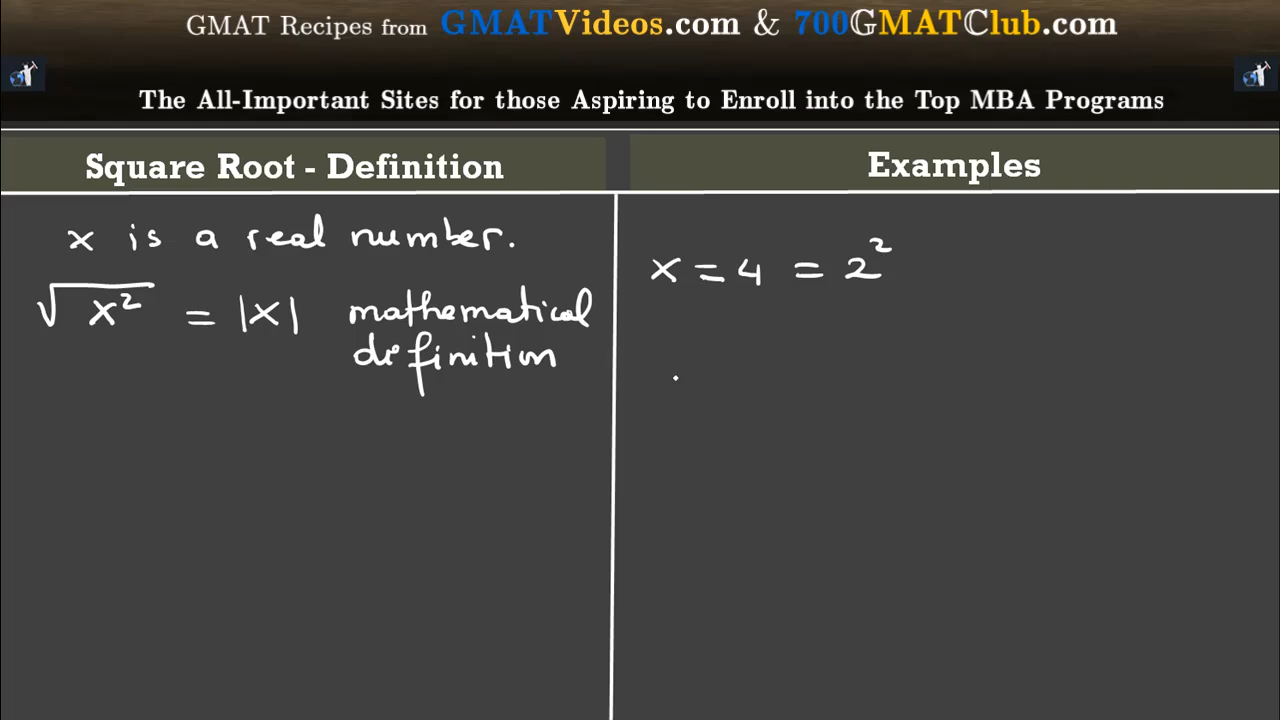 GMAT Recipes from GMATVideos.com & 700GMATClub.com
The All-Important Sites for those Aspiring to Enroll into the Top MBA Programs
Square Root - Definition
x is a real number.
√x² = |x| mathematical
definition
Examples
x = 4 = 2²